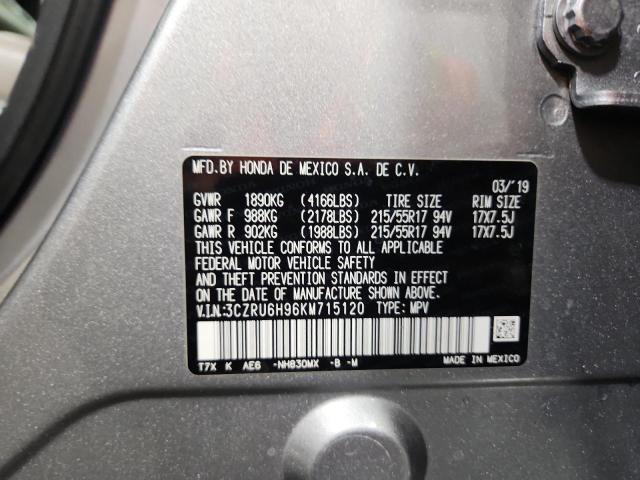 MFD. BY HONDA DE MEXICO S.A. DE C.V.
03/'19
GVWR 1890KG (4166LBS) TIRE SIZE RIM SIZE
GAWR F 988KG (2178LBS) 215/55R17 94V 17X7.5J
GAWR R 902KG (1988LBS) 215/55R17 94V 17X7.5J
THIS VEHICLE CONFORMS TO ALL APPLICABLE
FEDERAL MOTOR VEHICLE SAFETY
AND THEFT PREVENTION STANDARDS IN EFFECT
ON THE DATE OF MANUFACTURE SHOWN ABOVE.
V.I.N.:3CZRU6H96KM715120 TYPE: MPV
T7X K AE6 -NH830MX -B -M MADE IN MEXICO